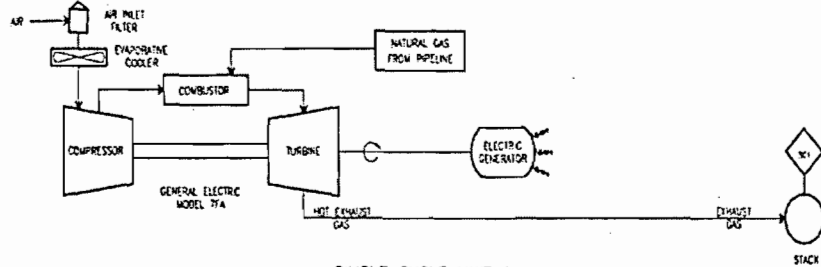 AIR
AIR INLET
FILTER
EVAPORATIVE
COOLER
NATURAL GAS
FROM PIPELINE
COMBUSTOR
COMPRESSOR
TURBINE
ELECTRIC
GENERATOR
GENERAL ELECTRIC
MODEL 7FA
HOT EXHAUST
GAS
EXHAUST
GAS
STACK